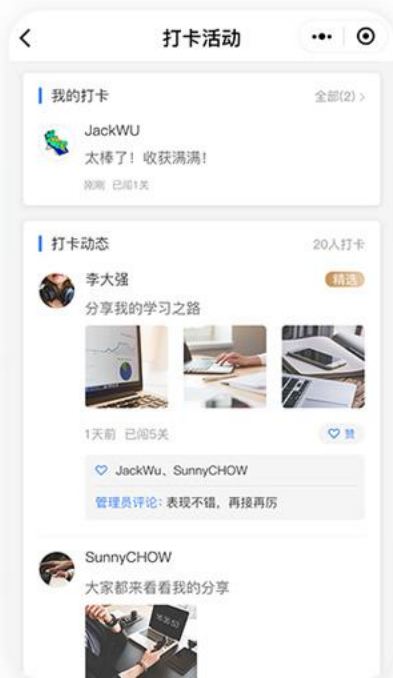 打卡活动
我的打卡
全部(2) >
JackWU
太棒了！收获满满！
刚刚 已闯1关
打卡动态
20人打卡
李大强
精选
分享我的学习之路
1天前 已闯5关
赞
JackWu、SunnyCHOW
管理员评论：表现不错，再接再厉
SunnyCHOW
大家都来看看我的分享
16:35:53